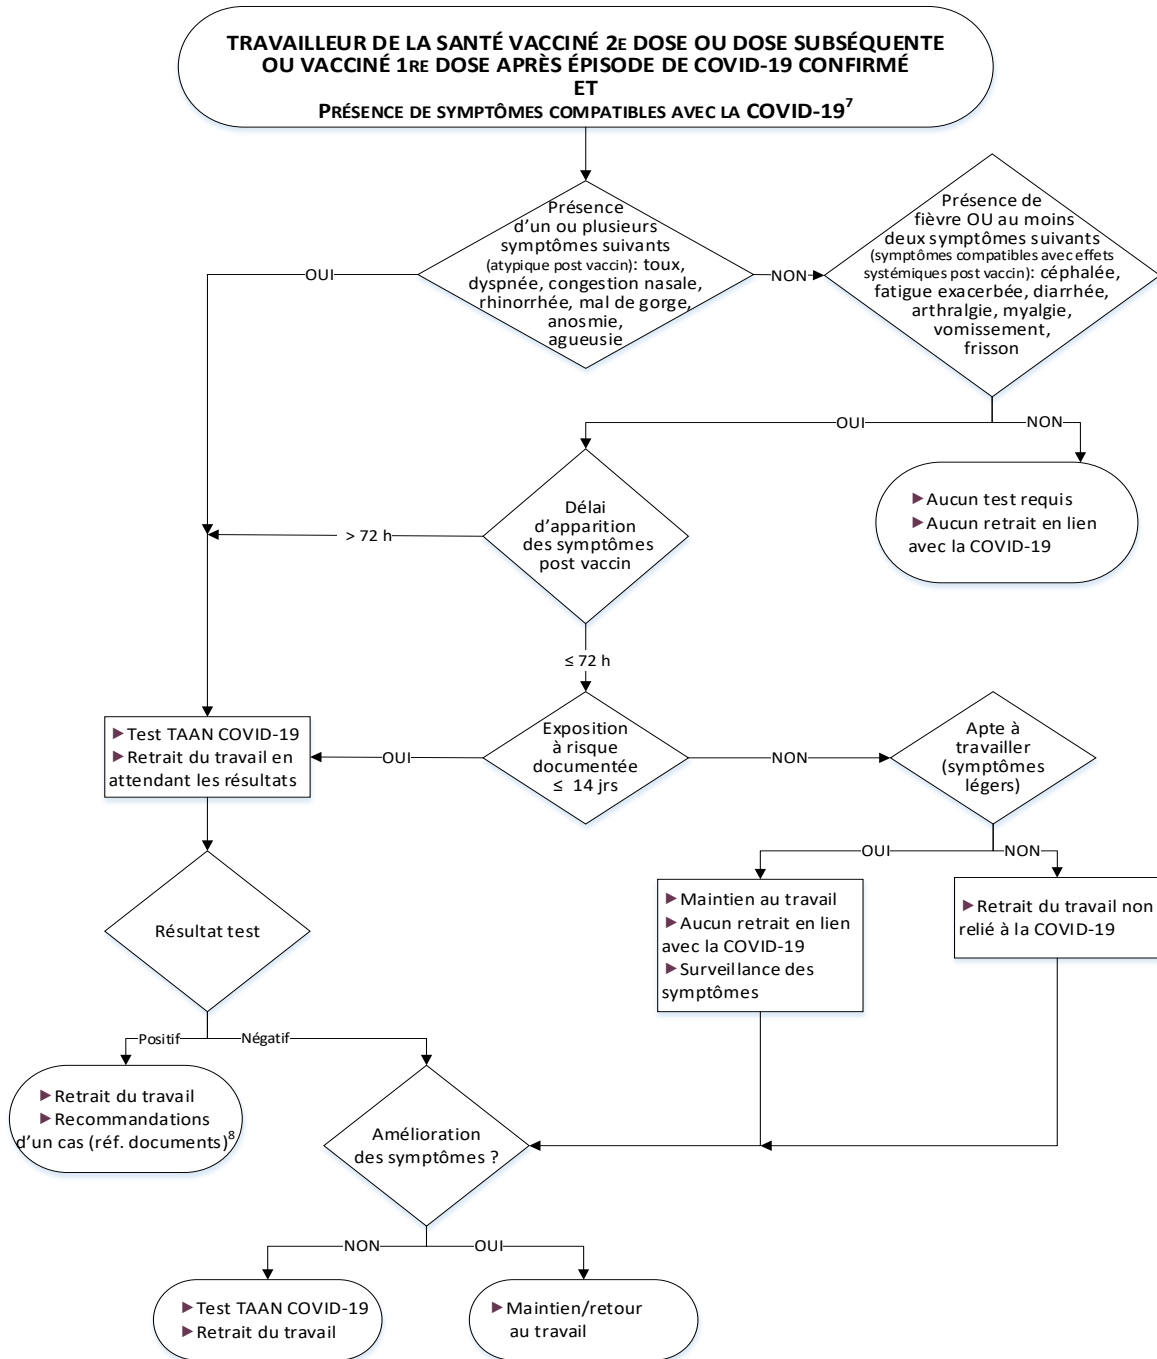 TRAVAILLEUR DE LA SANTÉ VACCINÉ 2E DOSE OU DOSE SUBSÉQUENTE
OU VACCINÉ 1RE DOSE APRÈS ÉPISODE DE COVID-19 CONFIRMÉ
ET
PRÉSENCE DE SYMPTÔMES COMPATIBLES AVEC LA COVID-19⁷
Présence
d'un ou plusieurs
symptômes suivants
(atypique post vaccin): toux,
dyspnée, congestion nasale,
rhinorrhée, mal de gorge,
anosmie,
agueusie
OUI
NON
Présence de
fièvre OU au moins
deux symptômes suivants
(symptômes compatibles avec effets
systémiques post vaccin): céphalée,
fatigue exacerbée, diarrhée,
arthralgie, myalgie,
vomissement,
frisson
OUI
NON
►Aucun test requis
►Aucun retrait en lien
avec la COVID-19
Délai
d'apparition
des symptômes
post vaccin
> 72 h
≤ 72 h
Exposition
à risque
documentée
≤ 14 jrs
OUI
NON
►Test TAAN COVID-19
►Retrait du travail en
attendant les résultats
Apte à
travailler
(symptômes
légers)
OUI
NON
►Maintien au travail
►Aucun retrait en lien
avec la COVID-19
►Surveillance des
symptômes
►Retrait du travail non
relié à la COVID-19
Résultat test
Positif
Négatif
►Retrait du travail
►Recommandations
d'un cas (réf. documents)⁸
Amélioration
des symptômes ?
NON
OUI
►Test TAAN COVID-19
►Retrait du travail
►Maintien/retour
au travail